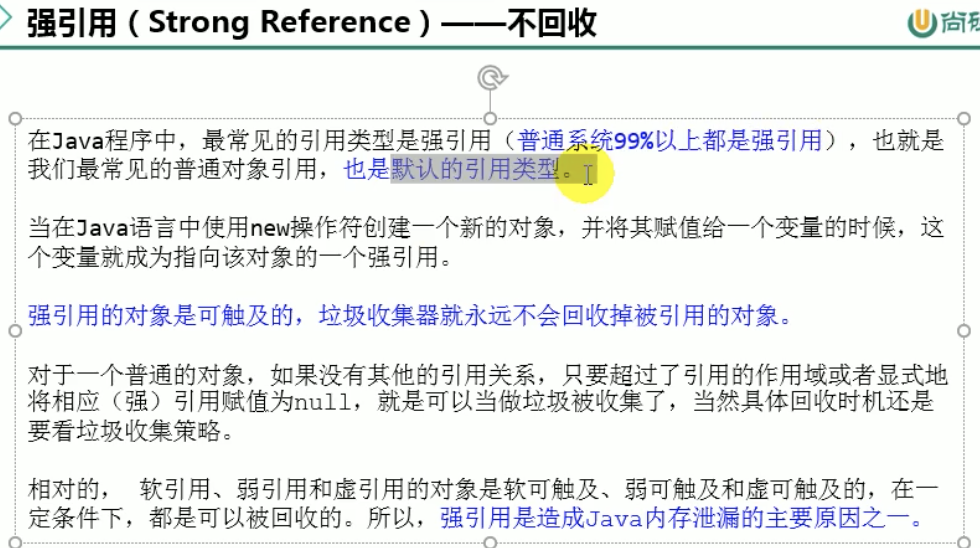 强引用（Strong Reference）——不回收
尚硅
在Java程序中，最常见的引用类型是强引用（普通系统99%以上都是强引用），也就是
我们最常见的普通对象引用，也是默认的引用类型。
当在Java语言中使用new操作符创建一个新的对象，并将其赋值给一个变量的时候，这
个变量就成为指向该对象的一个强引用。
强引用的对象是可触及的，垃圾收集器就永远不会回收掉被引用的对象。
对于一个普通的对象，如果没有其他的引用关系，只要超过了引用的作用域或者显式地
将相应（强）引用赋值为null，就是可以当做垃圾被收集了，当然具体回收时机还是
要看垃圾收集策略。
相对的， 软引用、弱引用和虚引用的对象是软可触及、弱可触及和虚可触及的，在一
定条件下，都是可以被回收的。所以，强引用是造成Java内存泄漏的主要原因之一。